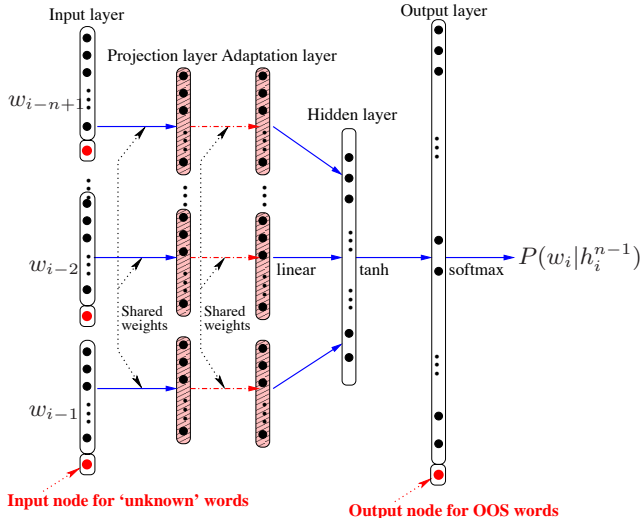 Input layer
Output layer
Projection layer
Adaptation layer
Hidden layer
w_{i−n+1}
w_{i−2}
w_{i−1}
linear
tanh
softmax
P(w_i|h_i^{n−1})
Shared
weights
Shared
weights
Input node for ‘unknown’ words
Output node for OOS words